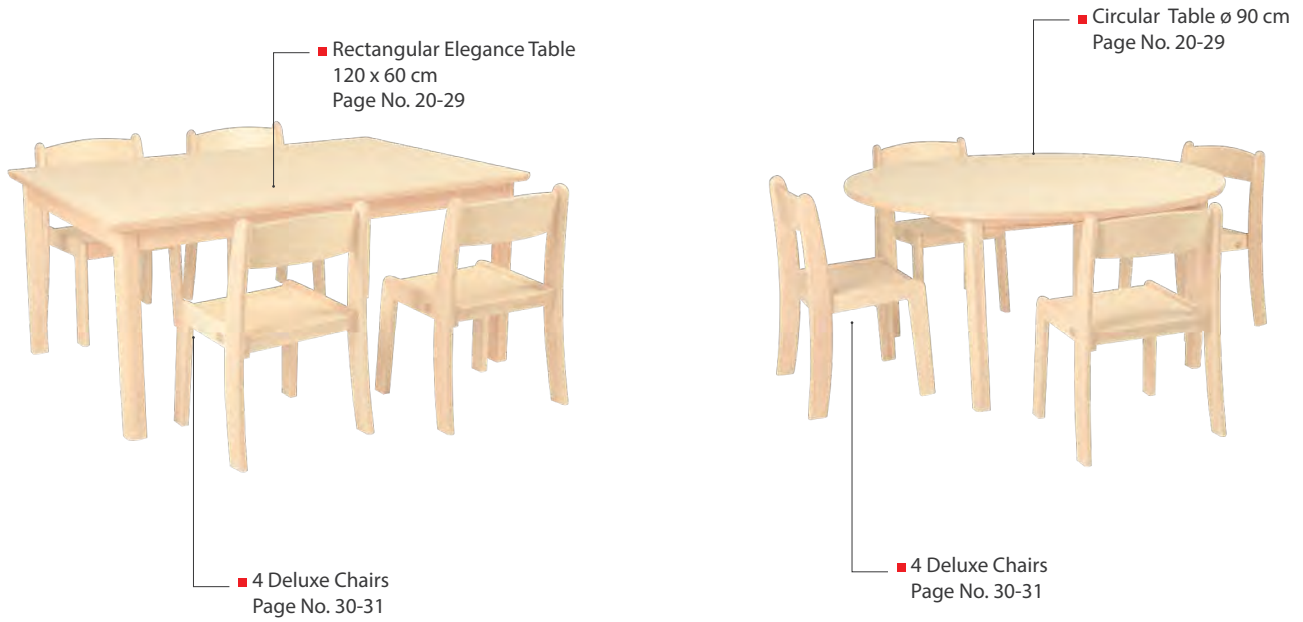 Rectangular Elegance Table
120 x 60 cm
Page No. 20-29
4 Deluxe Chairs
Page No. 30-31
Circular Table ø 90 cm
Page No. 20-29
4 Deluxe Chairs
Page No. 30-31